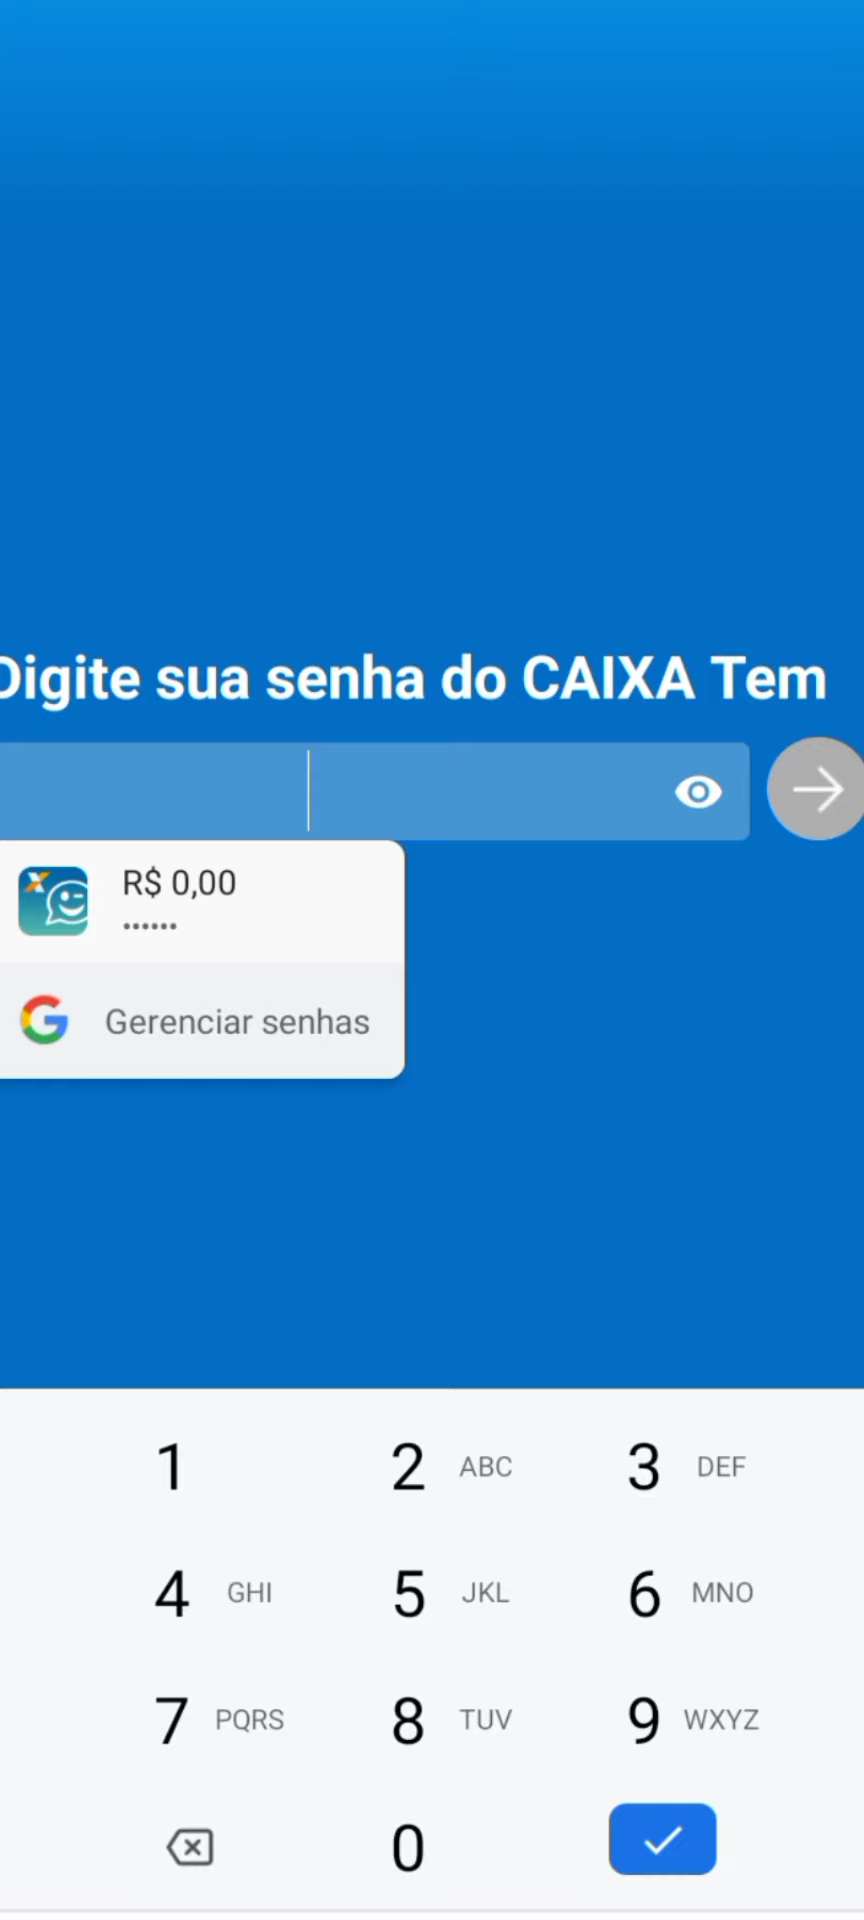 Digite sua senha do CAIXA Tem
R$ 0,00
••••••
Gerenciar senhas
1 2 ABC 3 DEF
4 GHI 5 JKL 6 MNO
7 PQRS 8 TUV 9 WXYZ
0